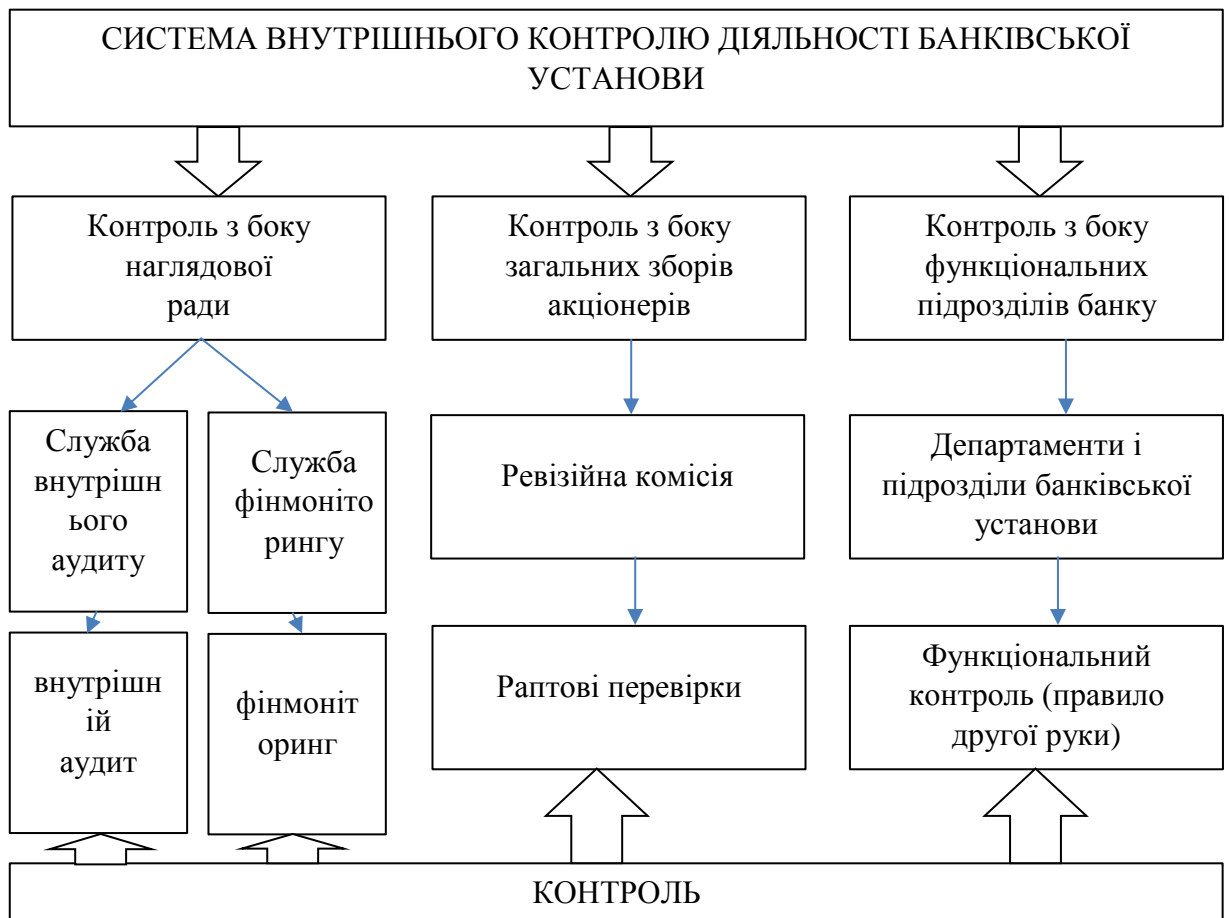 СИСТЕМА ВНУТРІШНЬОГО КОНТРОЛЮ ДІЯЛЬНОСТІ БАНКІВСЬКОЇ
УСТАНОВИ
Контроль з боку
наглядової
ради
Контроль з боку
загальних зборів
акціонерів
Контроль з боку
функціональних
підрозділів банку
Служба
внутрішн
ього
аудиту
Служба
фінмоніто
рингу
Ревізійна комісія
Департаменти і
підрозділи банківської
установи
внутрішн
ій
аудит
фінмоніт
оринг
Раптові перевірки
Функціональний
контроль (правило
другої руки)
КОНТРОЛЬ